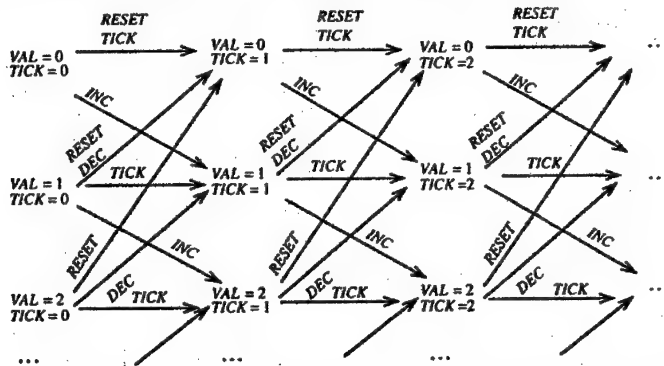 RESET
TICK
RESET
TICK
RESET
TICK
VAL = 0
TICK = 0
VAL = 0
TICK = 1
VAL = 0
TICK = 2
...
INC
INC
INC
RESET
DEC
RESET
DEC
RESET
DEC
TICK
TICK
TICK
VAL = 1
TICK = 0
VAL = 1
TICK = 1
VAL = 1
TICK = 2
...
INC
INC
INC
RESET
RESET
RESET
DEC
TICK
DEC
TICK
DEC
TICK
VAL = 2
TICK = 0
VAL = 2
TICK = 1
VAL = 2
TICK = 2
...
...
...
...